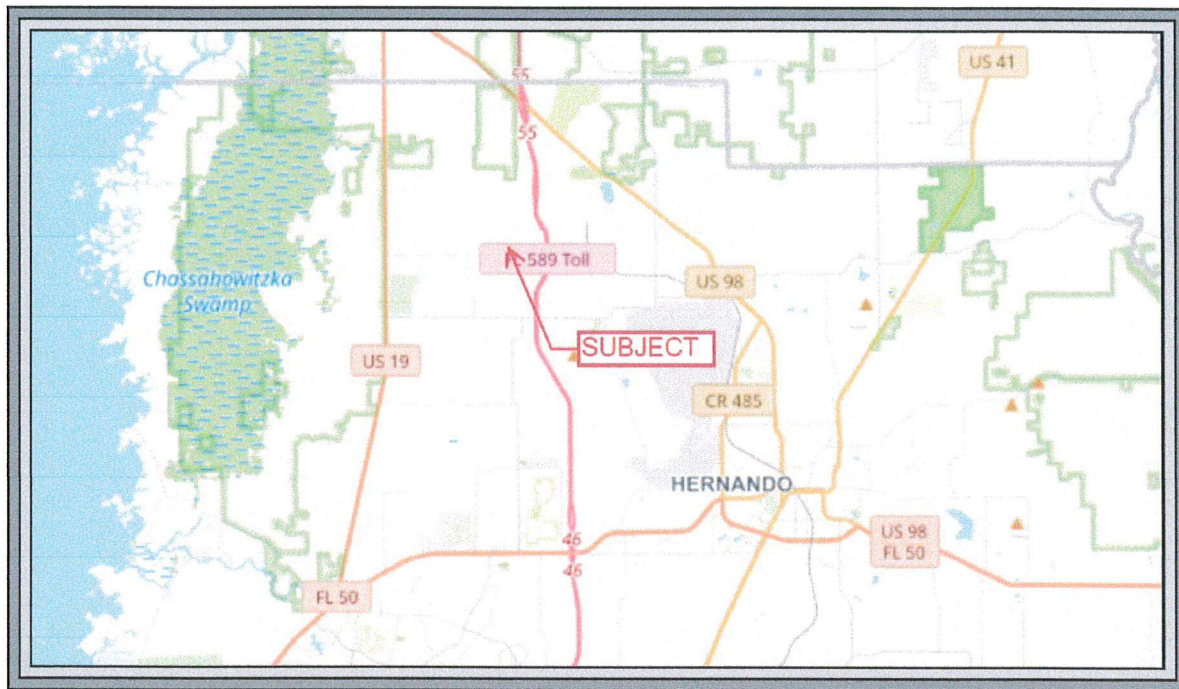 US 41
55
55
589 Toll
Chassahowitzka
Swamp
US 98
SUBJECT
US 19
CR 485
HERNANDO
46
46
US 98
FL 50
FL 50